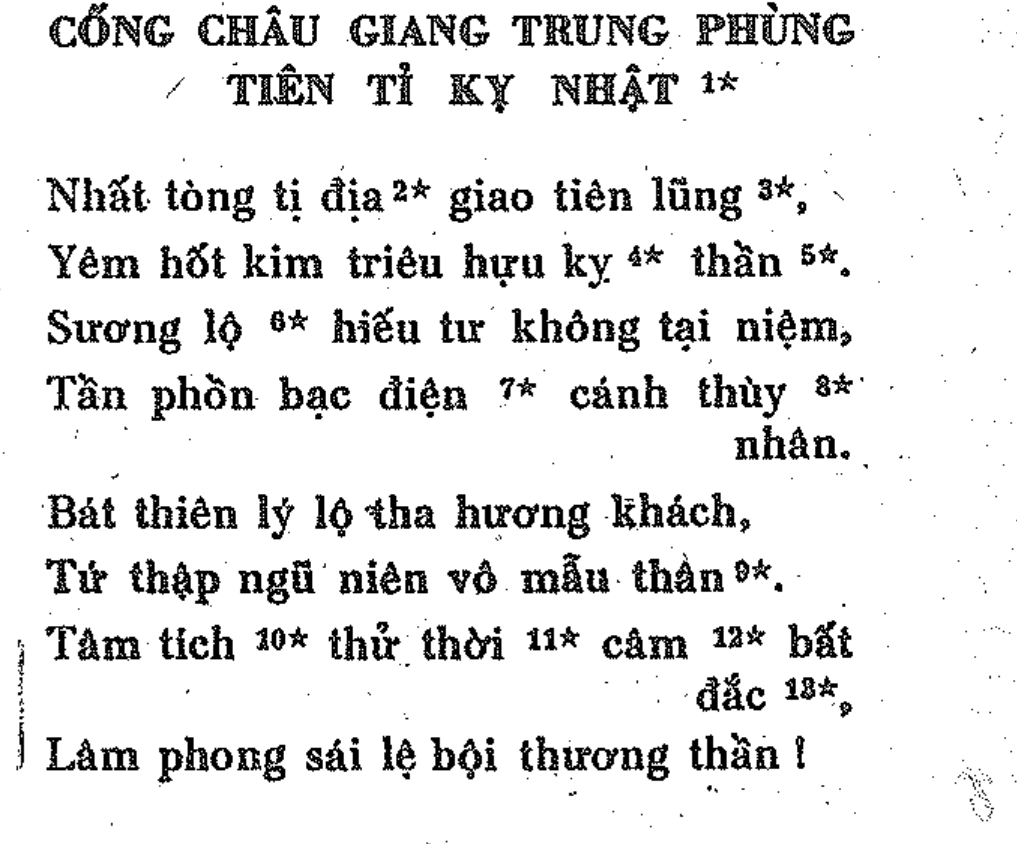 CỐNG CHÂU GIANG TRUNG PHÙNG
TIÊN TỈ KỴ NHẬT 1*
Nhất tòng tị địa 2* giao tiên lũng 3*,
Yêm hốt kim triêu hựu kỵ 4* thần 5*.
Sương lộ 6* hiếu tư không tại niệm,
Tần phồn bạc điện 7* cánh thùy 8*
nhân.
Bát thiên lý lộ tha hương khách,
Tứ thập ngũ niên vô mẫu thân 9*.
Tâm tích 10* thử thời 11* câm 12* bất
đắc 13*,
Lâm phong sái lệ bội thương thần !